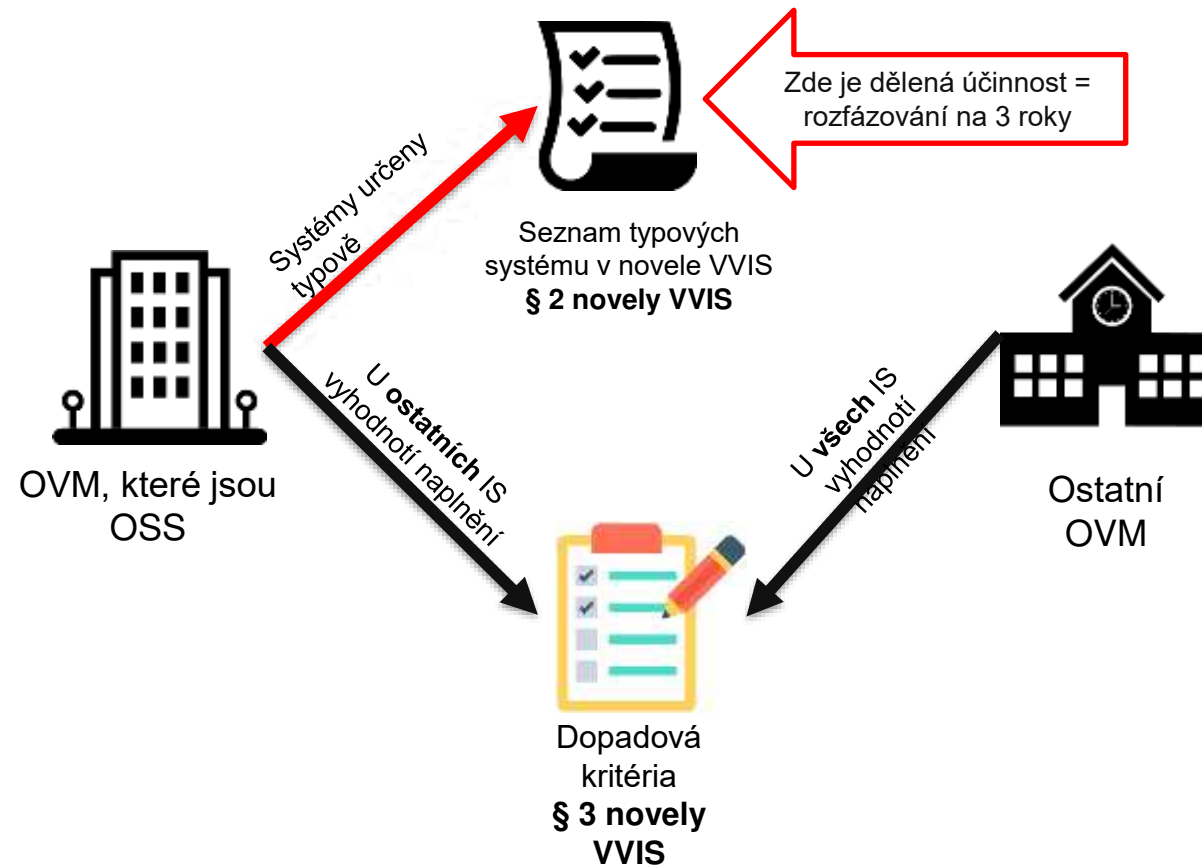 Zde je dělená účinnost =
rozfázování na 3 roky
Systémy určeny
typově
Seznam typových
systému v novele VVIS
§ 2 novely VVIS
OVM, které jsou
OSS
U ostatních IS
vyhodnotí naplnění
U všech IS
vyhodnotí
naplnění
Ostatní
OVM
Dopadová
kritéria
§ 3 novely
VVIS